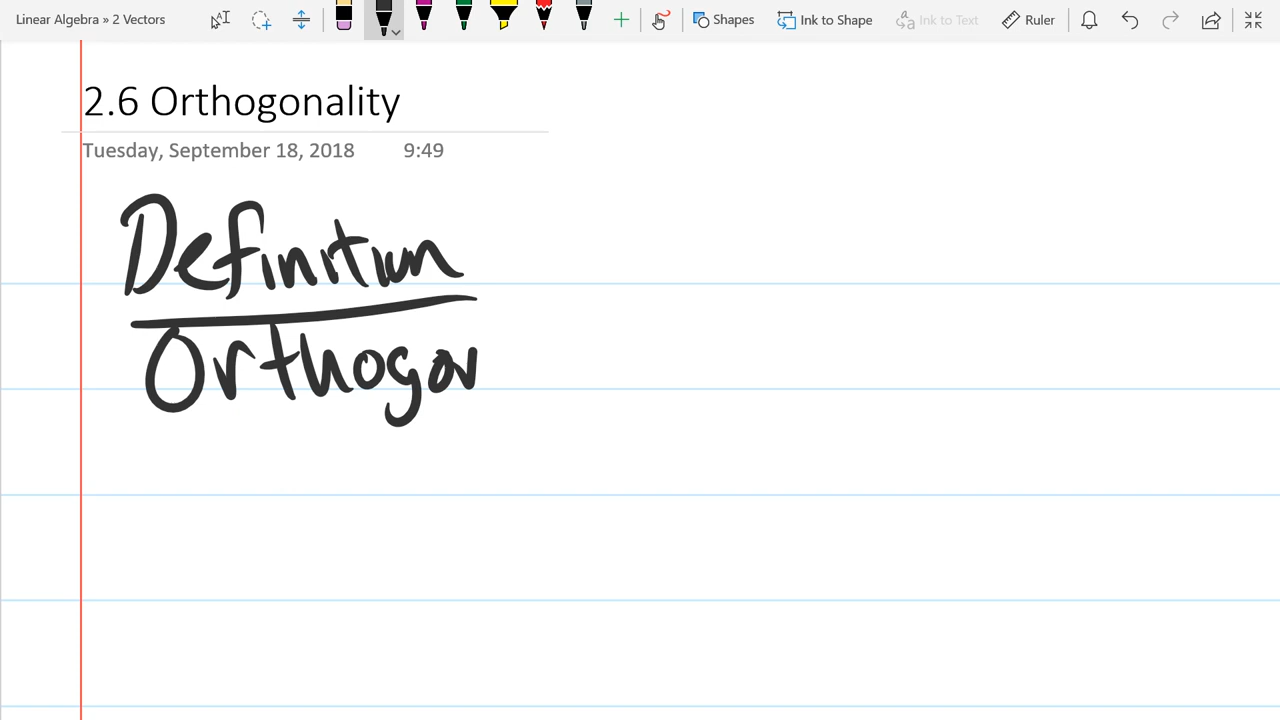 Linear Algebra » 2 Vectors
Shapes
Ink to Shape
Ink to Text
Ruler
2.6 Orthogonality
Tuesday, September 18, 2018 9:49
Definition
Orthogon